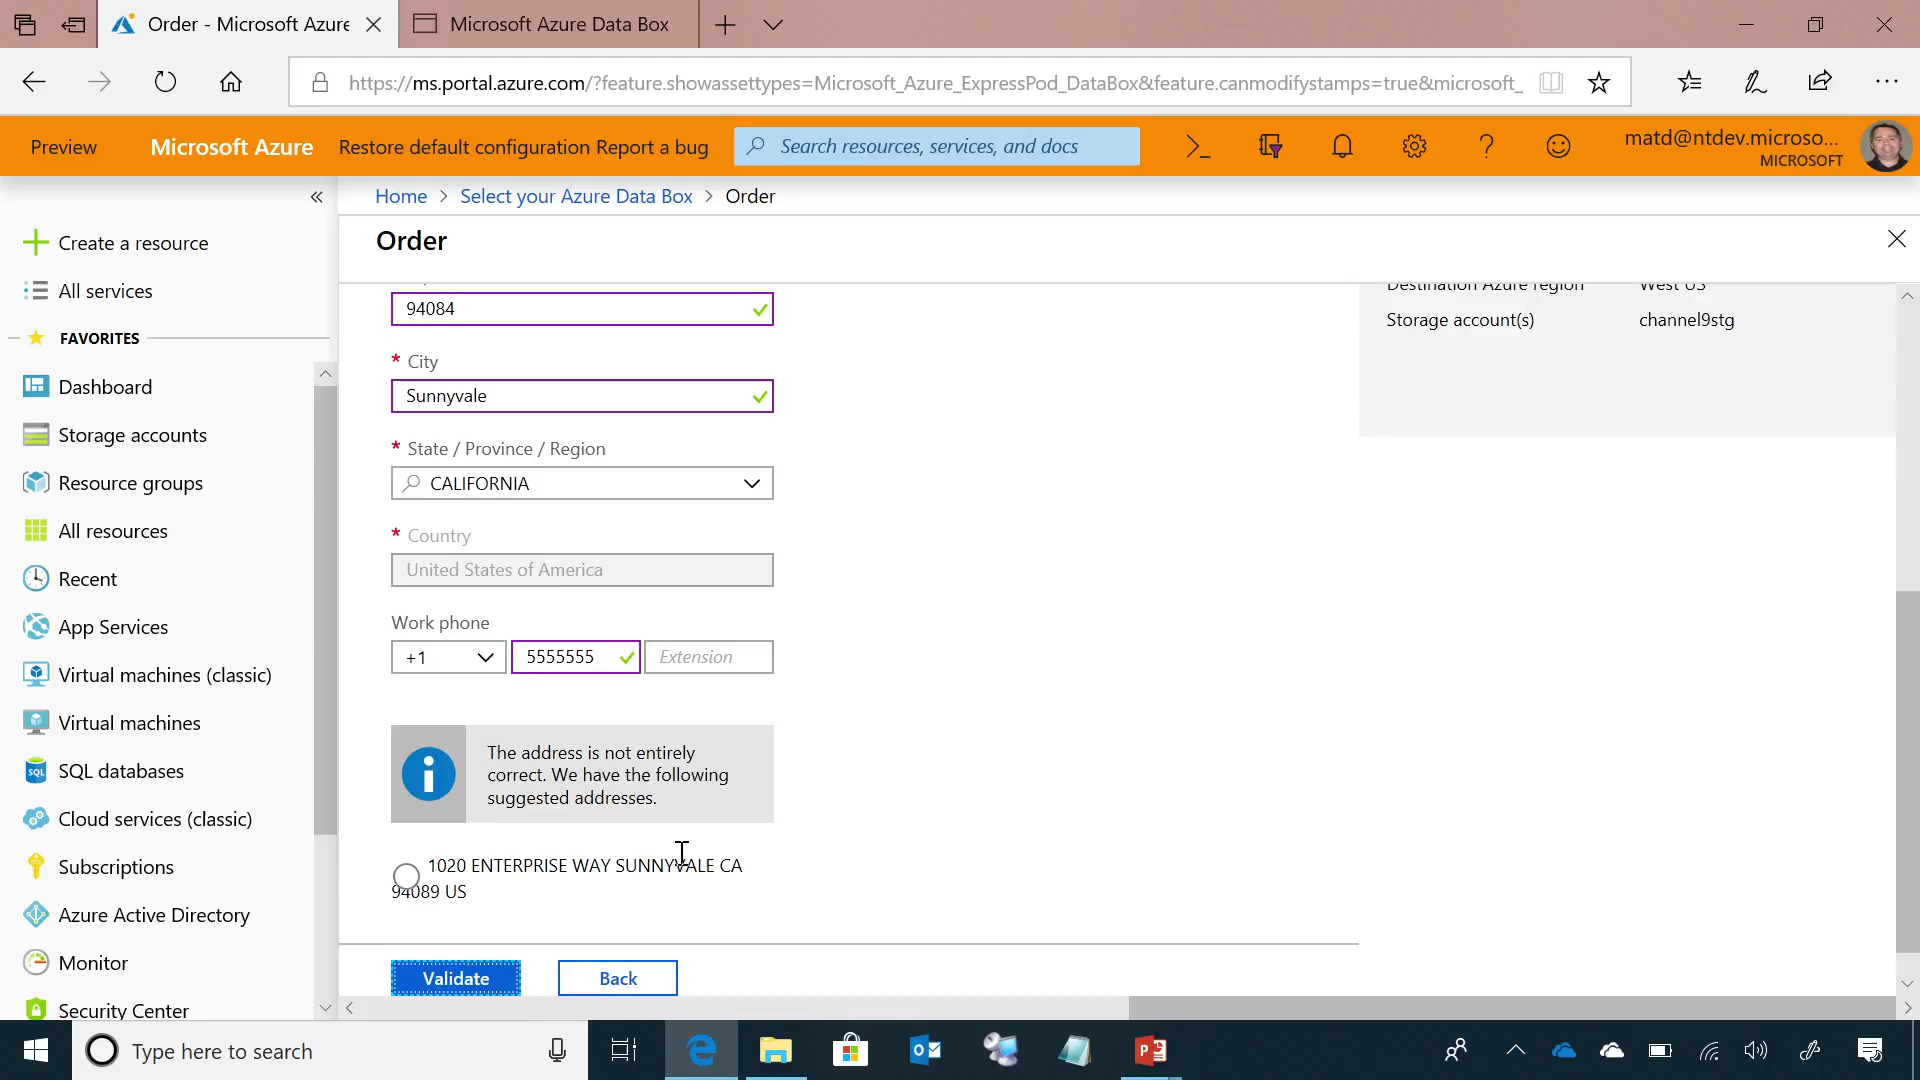 Order - Microsoft Azure
Microsoft Azure Data Box
https://ms.portal.azure.com/?feature.showassettypes=Microsoft_Azure_ExpressPod_DataBox&feature.canmodifystamps=true&microsoft_
Preview
Microsoft Azure
Restore default configuration Report a bug
Search resources, services, and docs
matd@ntdev.microso...
MICROSOFT
Home > Select your Azure Data Box > Order
Order
Create a resource
All services
FAVORITES
Dashboard
Storage accounts
Resource groups
All resources
Recent
App Services
Virtual machines (classic)
Virtual machines
SQL databases
Cloud services (classic)
Subscriptions
Azure Active Directory
Monitor
Security Center
94084
* City
Sunnyvale
* State / Province / Region
CALIFORNIA
* Country
United States of America
Work phone
+1
5555555
Extension
The address is not entirely
correct. We have the following
suggested addresses.
1020 ENTERPRISE WAY SUNNYVALE CA
94089 US
Validate
Back
Destination Azure region West US
Storage account(s) channel9stg
Type here to search